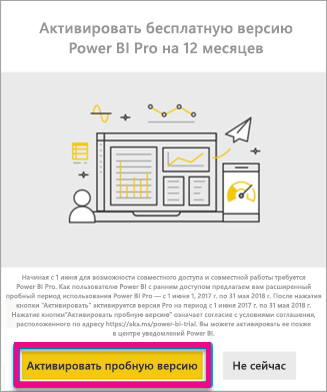 Активировать бесплатную версию
Power BI Pro на 12 месяцев
Начиная с 1 июня для возможности совместного доступа и совместной работы требуется
Power BI Pro. Как пользователю Power BI с ранним доступом предлагаем вам расширенный
пробный период использования Power BI Pro — с 1 июня, 2017 г. по 31 мая 2018 г. После нажатия
кнопки "Активировать" активируется версия Pro на период с 1 июня 2017 г. по 31 мая 2018 г.
Нажатие кнопки"Активировать пробную версию" означает согласие с условиями соглашения,
расположенного по адресу https://aka.ms/power-bi-trial. Вы можете активировать ее позже
в центре уведомлений Power BI.
Активировать пробную версию
Не сейчас